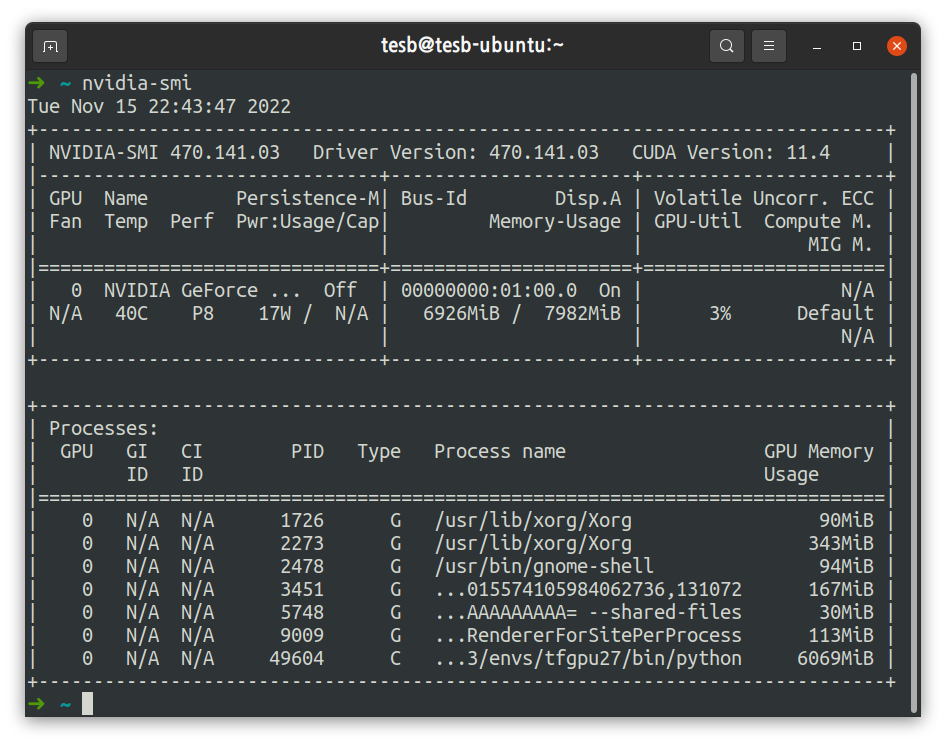 tesb@tesb-ubuntu:~
➜  ~ nvidia-smi
Tue Nov 15 22:43:47 2022
+-----------------------------------------------------------------------------+
| NVIDIA-SMI 470.141.03   Driver Version: 470.141.03   CUDA Version: 11.4     |
|-------------------------------+----------------------+----------------------+
| GPU  Name        Persistence-M| Bus-Id        Disp.A | Volatile Uncorr. ECC |
| Fan  Temp  Perf  Pwr:Usage/Cap|         Memory-Usage | GPU-Util  Compute M. |
|                               |                      |               MIG M. |
|===============================+======================+======================|
|   0  NVIDIA GeForce ...  Off  | 00000000:01:00.0  On |                  N/A |
| N/A   40C    P8    17W /  N/A |   6926MiB /  7982MiB |      3%      Default |
|                               |                      |                  N/A |
+-------------------------------+----------------------+----------------------+
+-----------------------------------------------------------------------------+
| Processes:                                                                  |
|  GPU   GI   CI        PID   Type   Process name                  GPU Memory |
|        ID   ID                                                   Usage      |
|=============================================================================|
|    0   N/A  N/A      1726      G   /usr/lib/xorg/Xorg                 90MiB |
|    0   N/A  N/A      2273      G   /usr/lib/xorg/Xorg                343MiB |
|    0   N/A  N/A      2478      G   /usr/bin/gnome-shell               94MiB |
|    0   N/A  N/A      3451      G   ...015574105984062736,131072      167MiB |
|    0   N/A  N/A      5748      G   ...AAAAAAAAA= --shared-files       30MiB |
|    0   N/A  N/A      9009      G   ...RendererForSitePerProcess      113MiB |
|    0   N/A  N/A     49604      C   ...3/envs/tfgpu27/bin/python     6069MiB |
+-----------------------------------------------------------------------------+
➜  ~